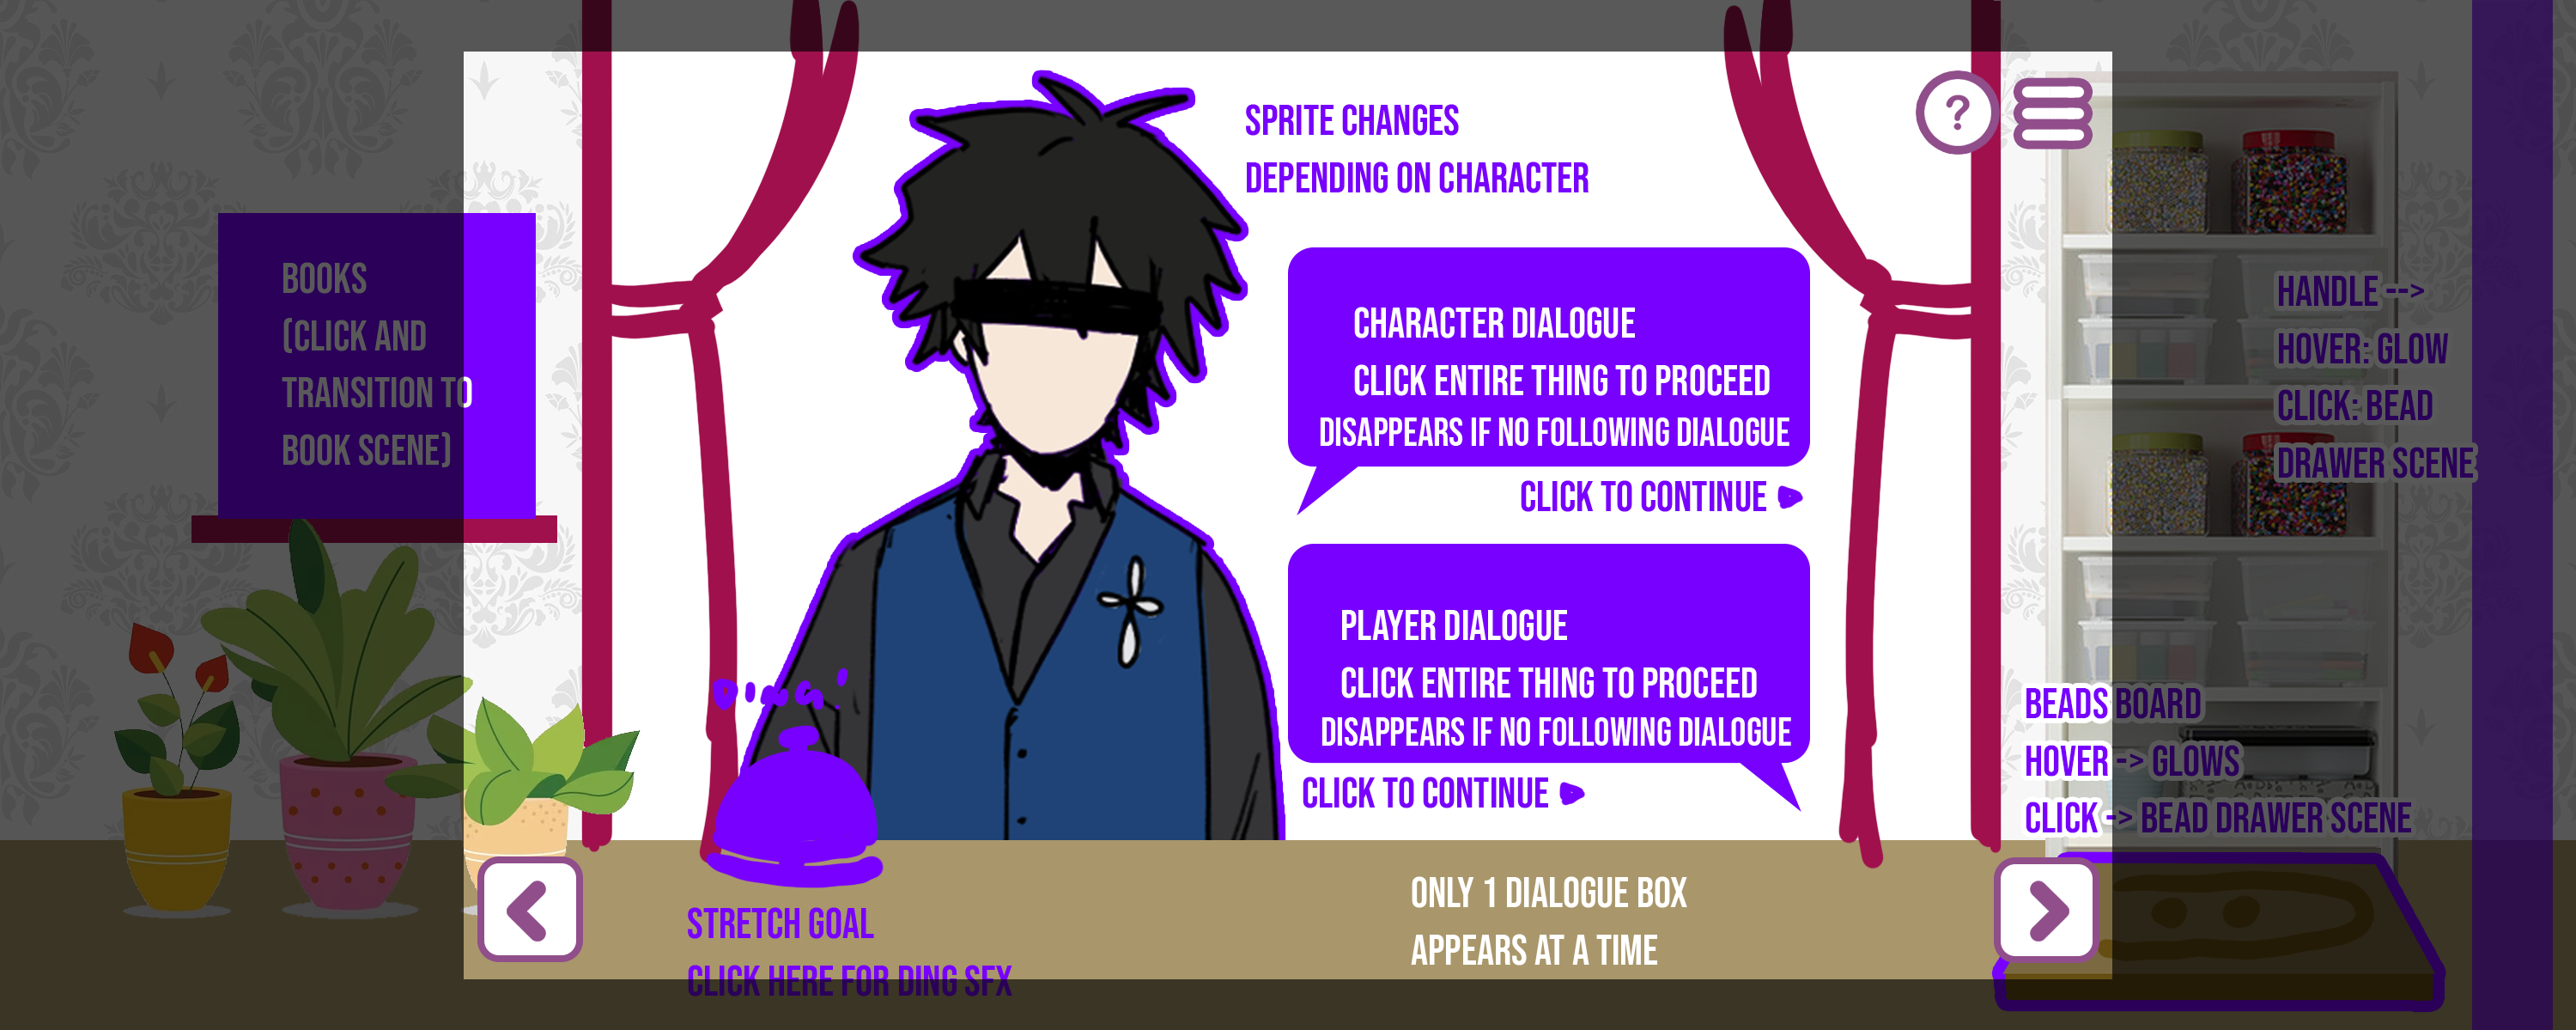 SPRITE CHANGES
DEPENDING ON CHARACTER
?
BOOKS
(CLICK AND
TRANSITION TO
BOOK SCENE)
CHARACTER DIALOGUE
CLICK ENTIRE THING TO PROCEED
DISAPPEARS IF NO FOLLOWING DIALOGUE
CLICK TO CONTINUE
HANDLE -->
HOVER: GLOW
CLICK: BEAD
DRAWER SCENE
PLAYER DIALOGUE
CLICK ENTIRE THING TO PROCEED
DISAPPEARS IF NO FOLLOWING DIALOGUE
CLICK TO CONTINUE
DING!
BEADS BOARD
HOVER -> GLOWS
CLICK -> BEAD DRAWER SCENE
STRETCH GOAL
CLICK HERE FOR DING SFX
ONLY 1 DIALOGUE BOX
APPEARS AT A TIME